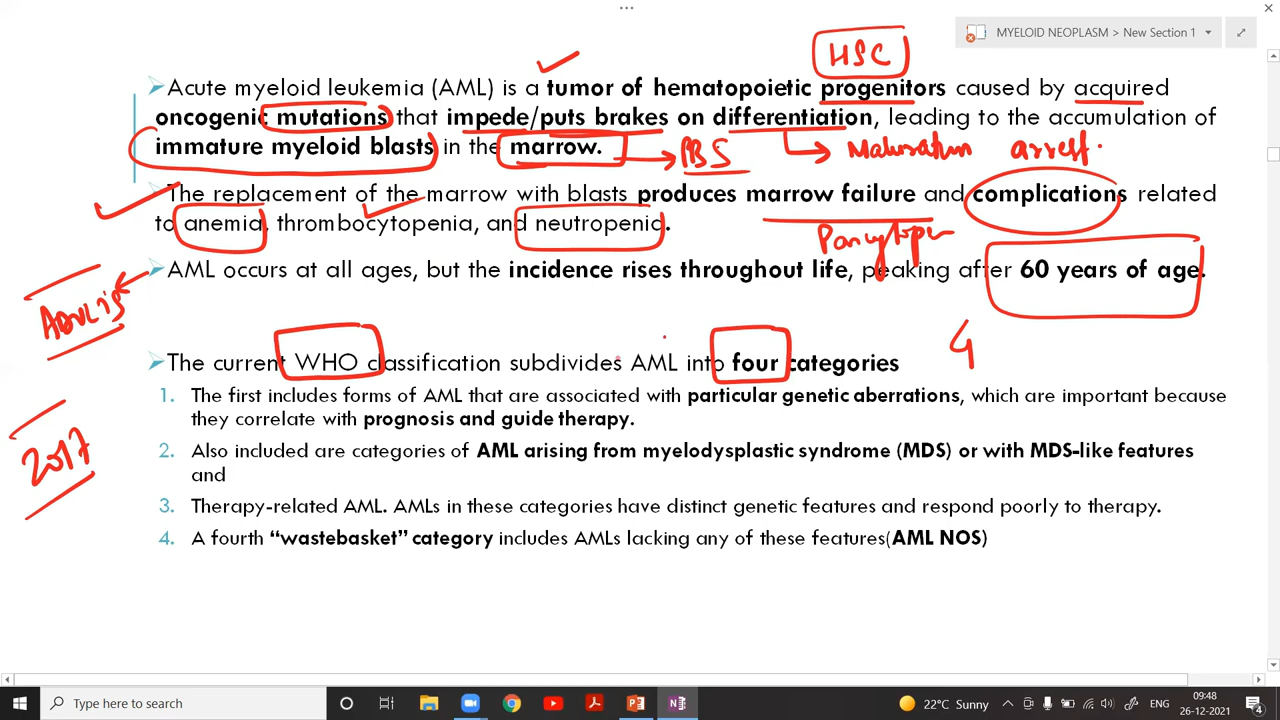 MYELOID NEOPLASM > New Section 1
HSC
Acute myeloid leukemia (AML) is a tumor of hematopoietic progenitors caused by acquired
oncogenic mutations that impede/puts brakes on differentiation, leading to the accumulation of
immature myeloid blasts in the marrow.
PBS
Maturation arrest
The replacement of the marrow with blasts produces marrow failure and complications related
to anemia, thrombocytopenia, and neutropenia.
AML occurs at all ages, but the incidence rises throughout life, peaking after 60 years of age.
Adults
4
The current WHO classification subdivides AML into four categories
1. The first includes forms of AML that are associated with particular genetic aberrations, which are important because
they correlate with prognosis and guide therapy.
2017
2. Also included are categories of AML arising from myelodysplastic syndrome (MDS) or with MDS-like features
and
3. Therapy-related AML. AMLs in these categories have distinct genetic features and respond poorly to therapy.
4. A fourth “wastebasket” category includes AMLs lacking any of these features(AML NOS)
Type here to search
22°C Sunny
ENG
09:48
26-12-2021
4